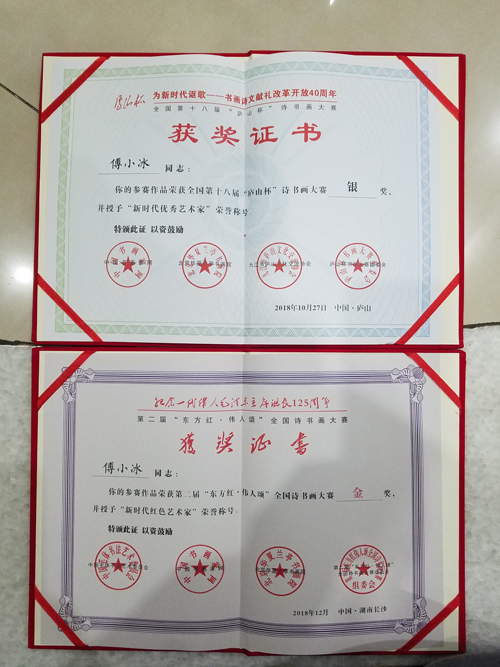 庐山杯
为新时代讴歌——书画诗文献礼改革开放40周年
全国第十八届“庐山杯”诗书画大赛
获奖证书
傅小冰 同志：
你的参赛作品荣获全国第十八届“庐山杯”诗书画大赛 银 奖，
并授予“新时代优秀艺术家”荣誉称号
特颁此证 以资鼓励
2018年10月27日 中国·庐山
纪念一代伟人毛泽东主席诞辰125周年
第二届“东方红·伟人颂”全国诗书画大赛
獲奖证書
傅小冰 同志：
你的参赛作品荣获第二届“东方红·伟人颂”全国诗书画大赛 金 奖，
并授予“新时代红色艺术家”荣誉称号。
特颁此证 以资鼓励
组委会
2018年12月 中国·湖南长沙